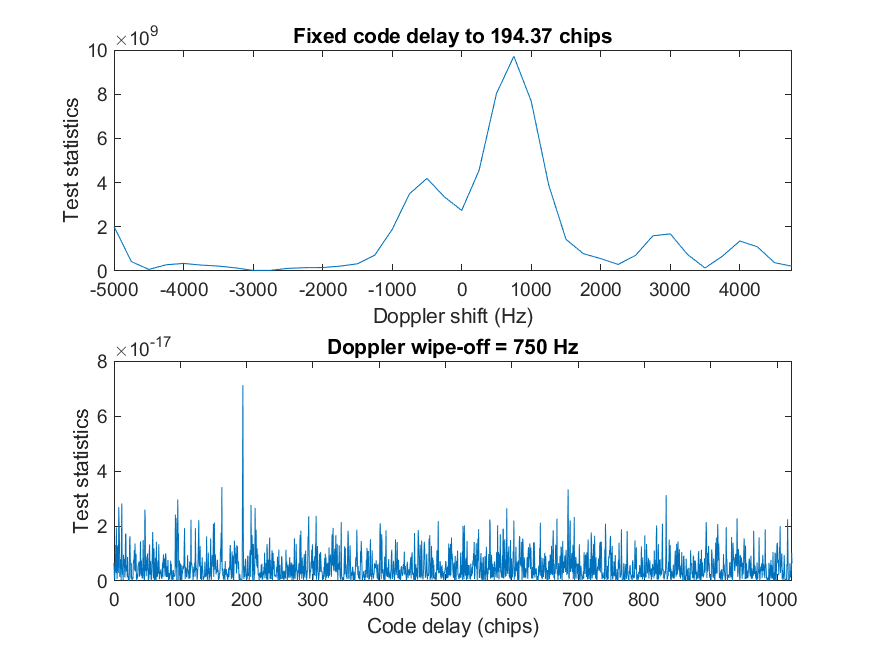 Fixed code delay to 194.37 chips
×10^9
10
8
6
4
2
0
Test statistics
-5000 -4000 -3000 -2000 -1000 0 1000 2000 3000 4000
Doppler shift (Hz)
Doppler wipe-off = 750 Hz
×10^-17
8
6
4
2
0
Test statistics
0 100 200 300 400 500 600 700 800 900 1000
Code delay (chips)